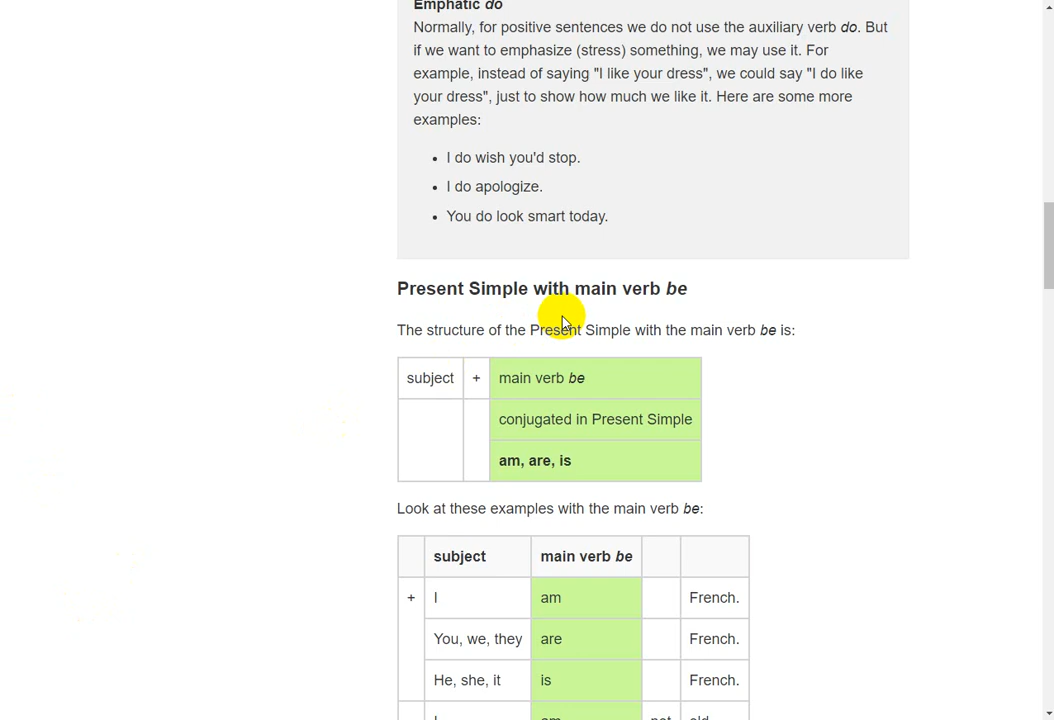 Emphatic do
Normally, for positive sentences we do not use the auxiliary verb do. But
if we want to emphasize (stress) something, we may use it. For
example, instead of saying "I like your dress", we could say "I do like
your dress", just to show how much we like it. Here are some more
examples:
• I do wish you'd stop.
• I do apologize.
• You do look smart today.
Present Simple with main verb be
The structure of the Present Simple with the main verb be is:
subject + main verb be
conjugated in Present Simple
am, are, is
Look at these examples with the main verb be:
subject main verb be
+ I am French.
You, we, they are French.
He, she, it is French.
I am not old.